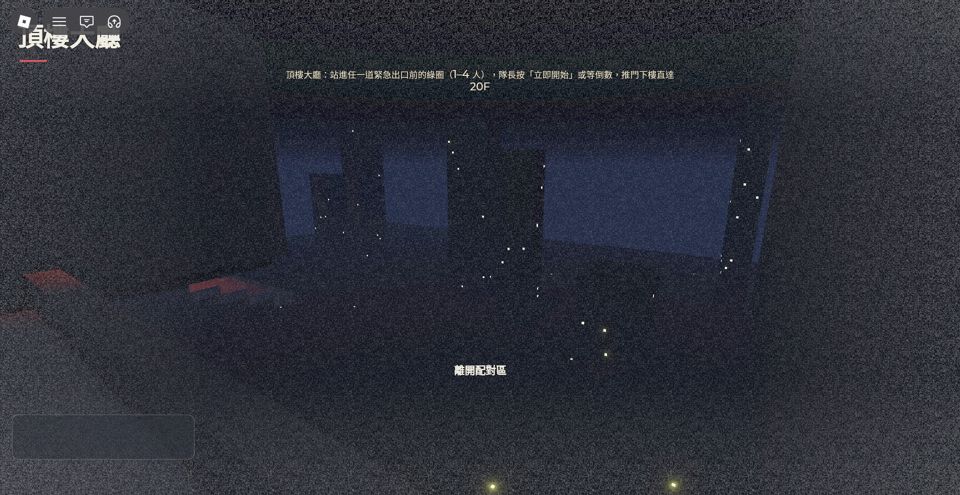 頂樓大廳
頂樓大廳：站進任一道緊急出口前的綠圈（1–4 人），隊長按「立即開始」或等倒數，推門下樓直達
20F
離開配對區